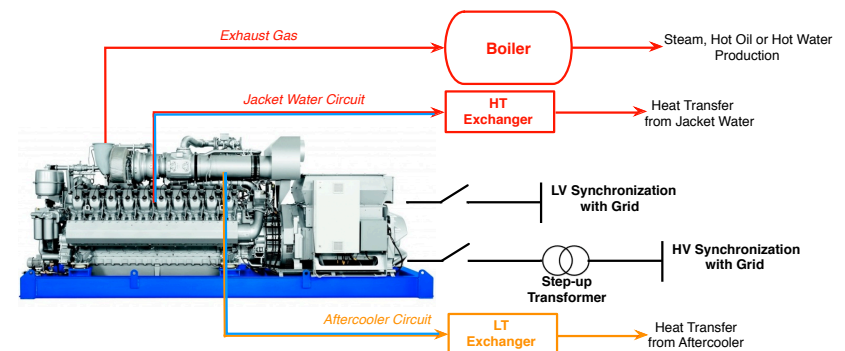 Exhaust Gas
Boiler
Steam, Hot Oil or Hot Water
Production
Jacket Water Circuit
HT
Exchanger
Heat Transfer
from Jacket Water
LV Synchronization
with Grid
HV Synchronization
with Grid
Step-up
Transformer
Aftercooler Circuit
LT
Exchanger
Heat Transfer
from Aftercooler